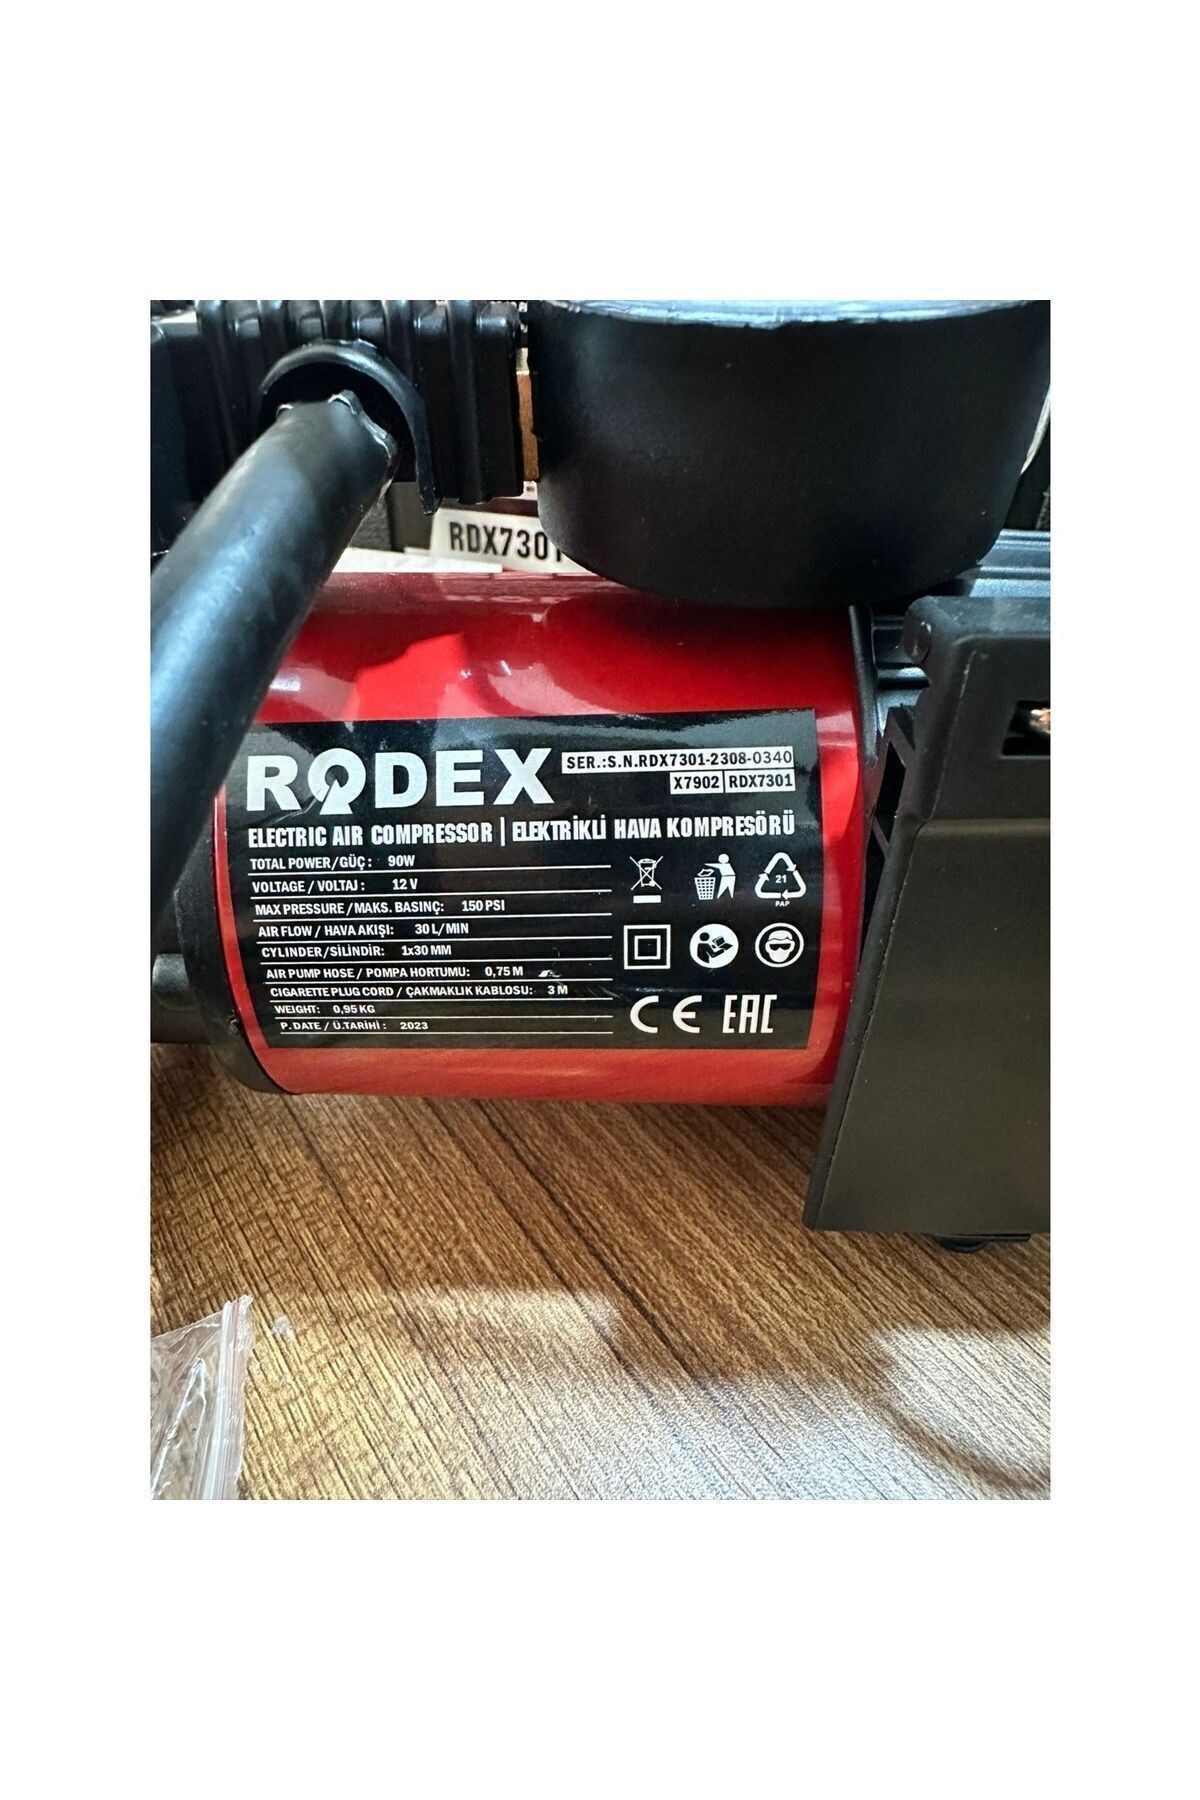 RDX7301
RODEX
SER.:S.N.RDX7301-2308-0340
X7902 RDX7301
ELECTRIC AIR COMPRESSOR | ELEKTRİKLİ HAVA KOMPRESÖRÜ
TOTAL POWER/GÜÇ: 90W
VOLTAGE / VOLTAJ: 12 V
MAX PRESSURE / MAKS. BASINÇ: 150 PSI
AIR FLOW / HAVA AKIŞI: 30 L/MIN
CYLINDER/SİLİNDİR: 1x30 MM
AIR PUMP HOSE / POMPA HORTUMU: 0,75 M
CIGARETTE PLUG CORD / ÇAKMAKLIK KABLOSU: 3 M
WEIGHT: 0,95 KG
P. DATE / Ü.TARİHİ: 2023
21
PAP
CE EAC